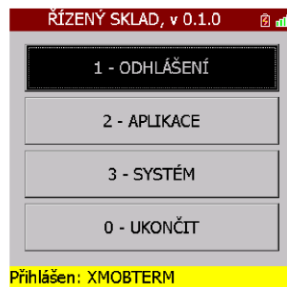 ŘÍZENÝ SKLAD, v 0.1.0
1 - ODHLÁŠENÍ
2 - APLIKACE
3 - SYSTÉM
0 - UKONČIT
Přihlášen: XMOBTERM